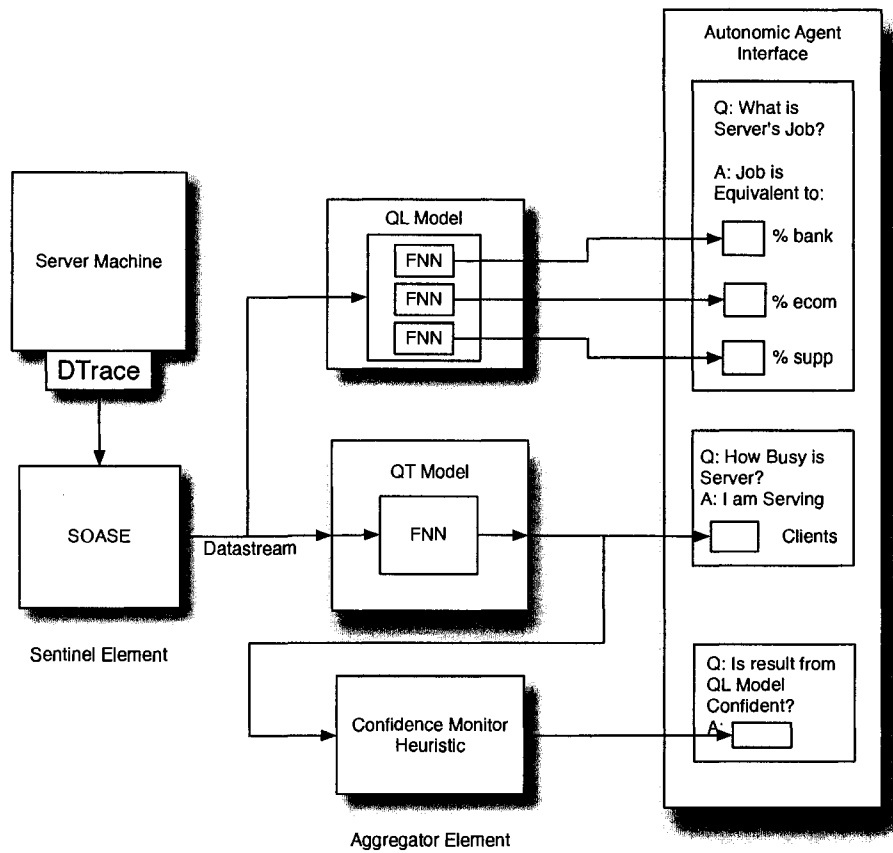 Autonomic Agent
Interface
Q: What is
Server's Job?
A: Job is
Equivalent to:
% bank
% ecom
% supp
Server Machine
DTrace
QL Model
FNN
FNN
FNN
SOASE
Datastream
Sentinel Element
QT Model
FNN
Q: How Busy is
Server?
A: I am Serving
Clients
Confidence Monitor
Heuristic
Aggregator Element
Q: Is result from
QL Model
Confident?
A: